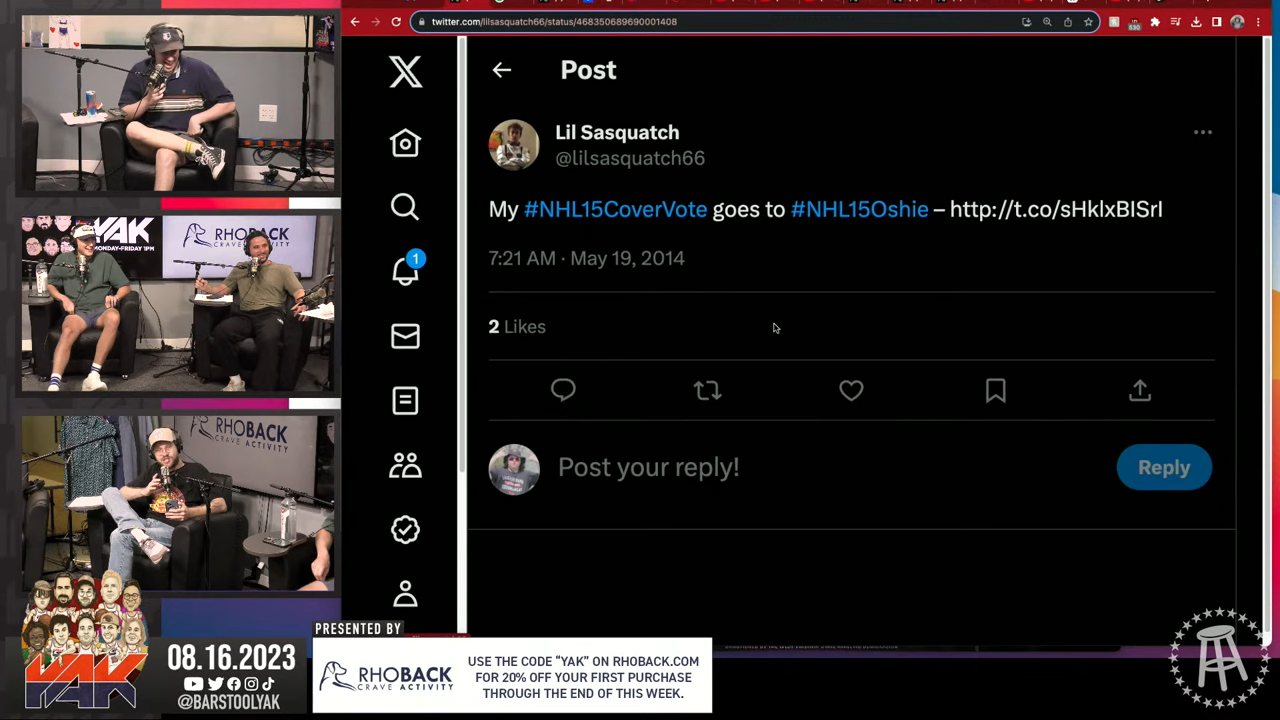 twitter.com/lilsasquatch66/status/468350689690001408
Post
Lil Sasquatch
@lilsasquatch66
My #NHL15CoverVote goes to #NHL15Oshie – http://t.co/sHklxBISrI
7:21 AM · May 19, 2014
2 Likes
Post your reply!
Reply
1
YAK
MONDAY-FRIDAY 1PM
RHOBACK
CRAVE ACTIVITY
RHOBACK
CRAVE ACTIVITY
YAK
08.16.2023
@BARSTOOLYAK
PRESENTED BY
RHOBACK
CRAVE ACTIVITY
USE THE CODE “YAK” ON RHOBACK.COM
FOR 20% OFF YOUR FIRST PURCHASE
THROUGH THE END OF THIS WEEK.